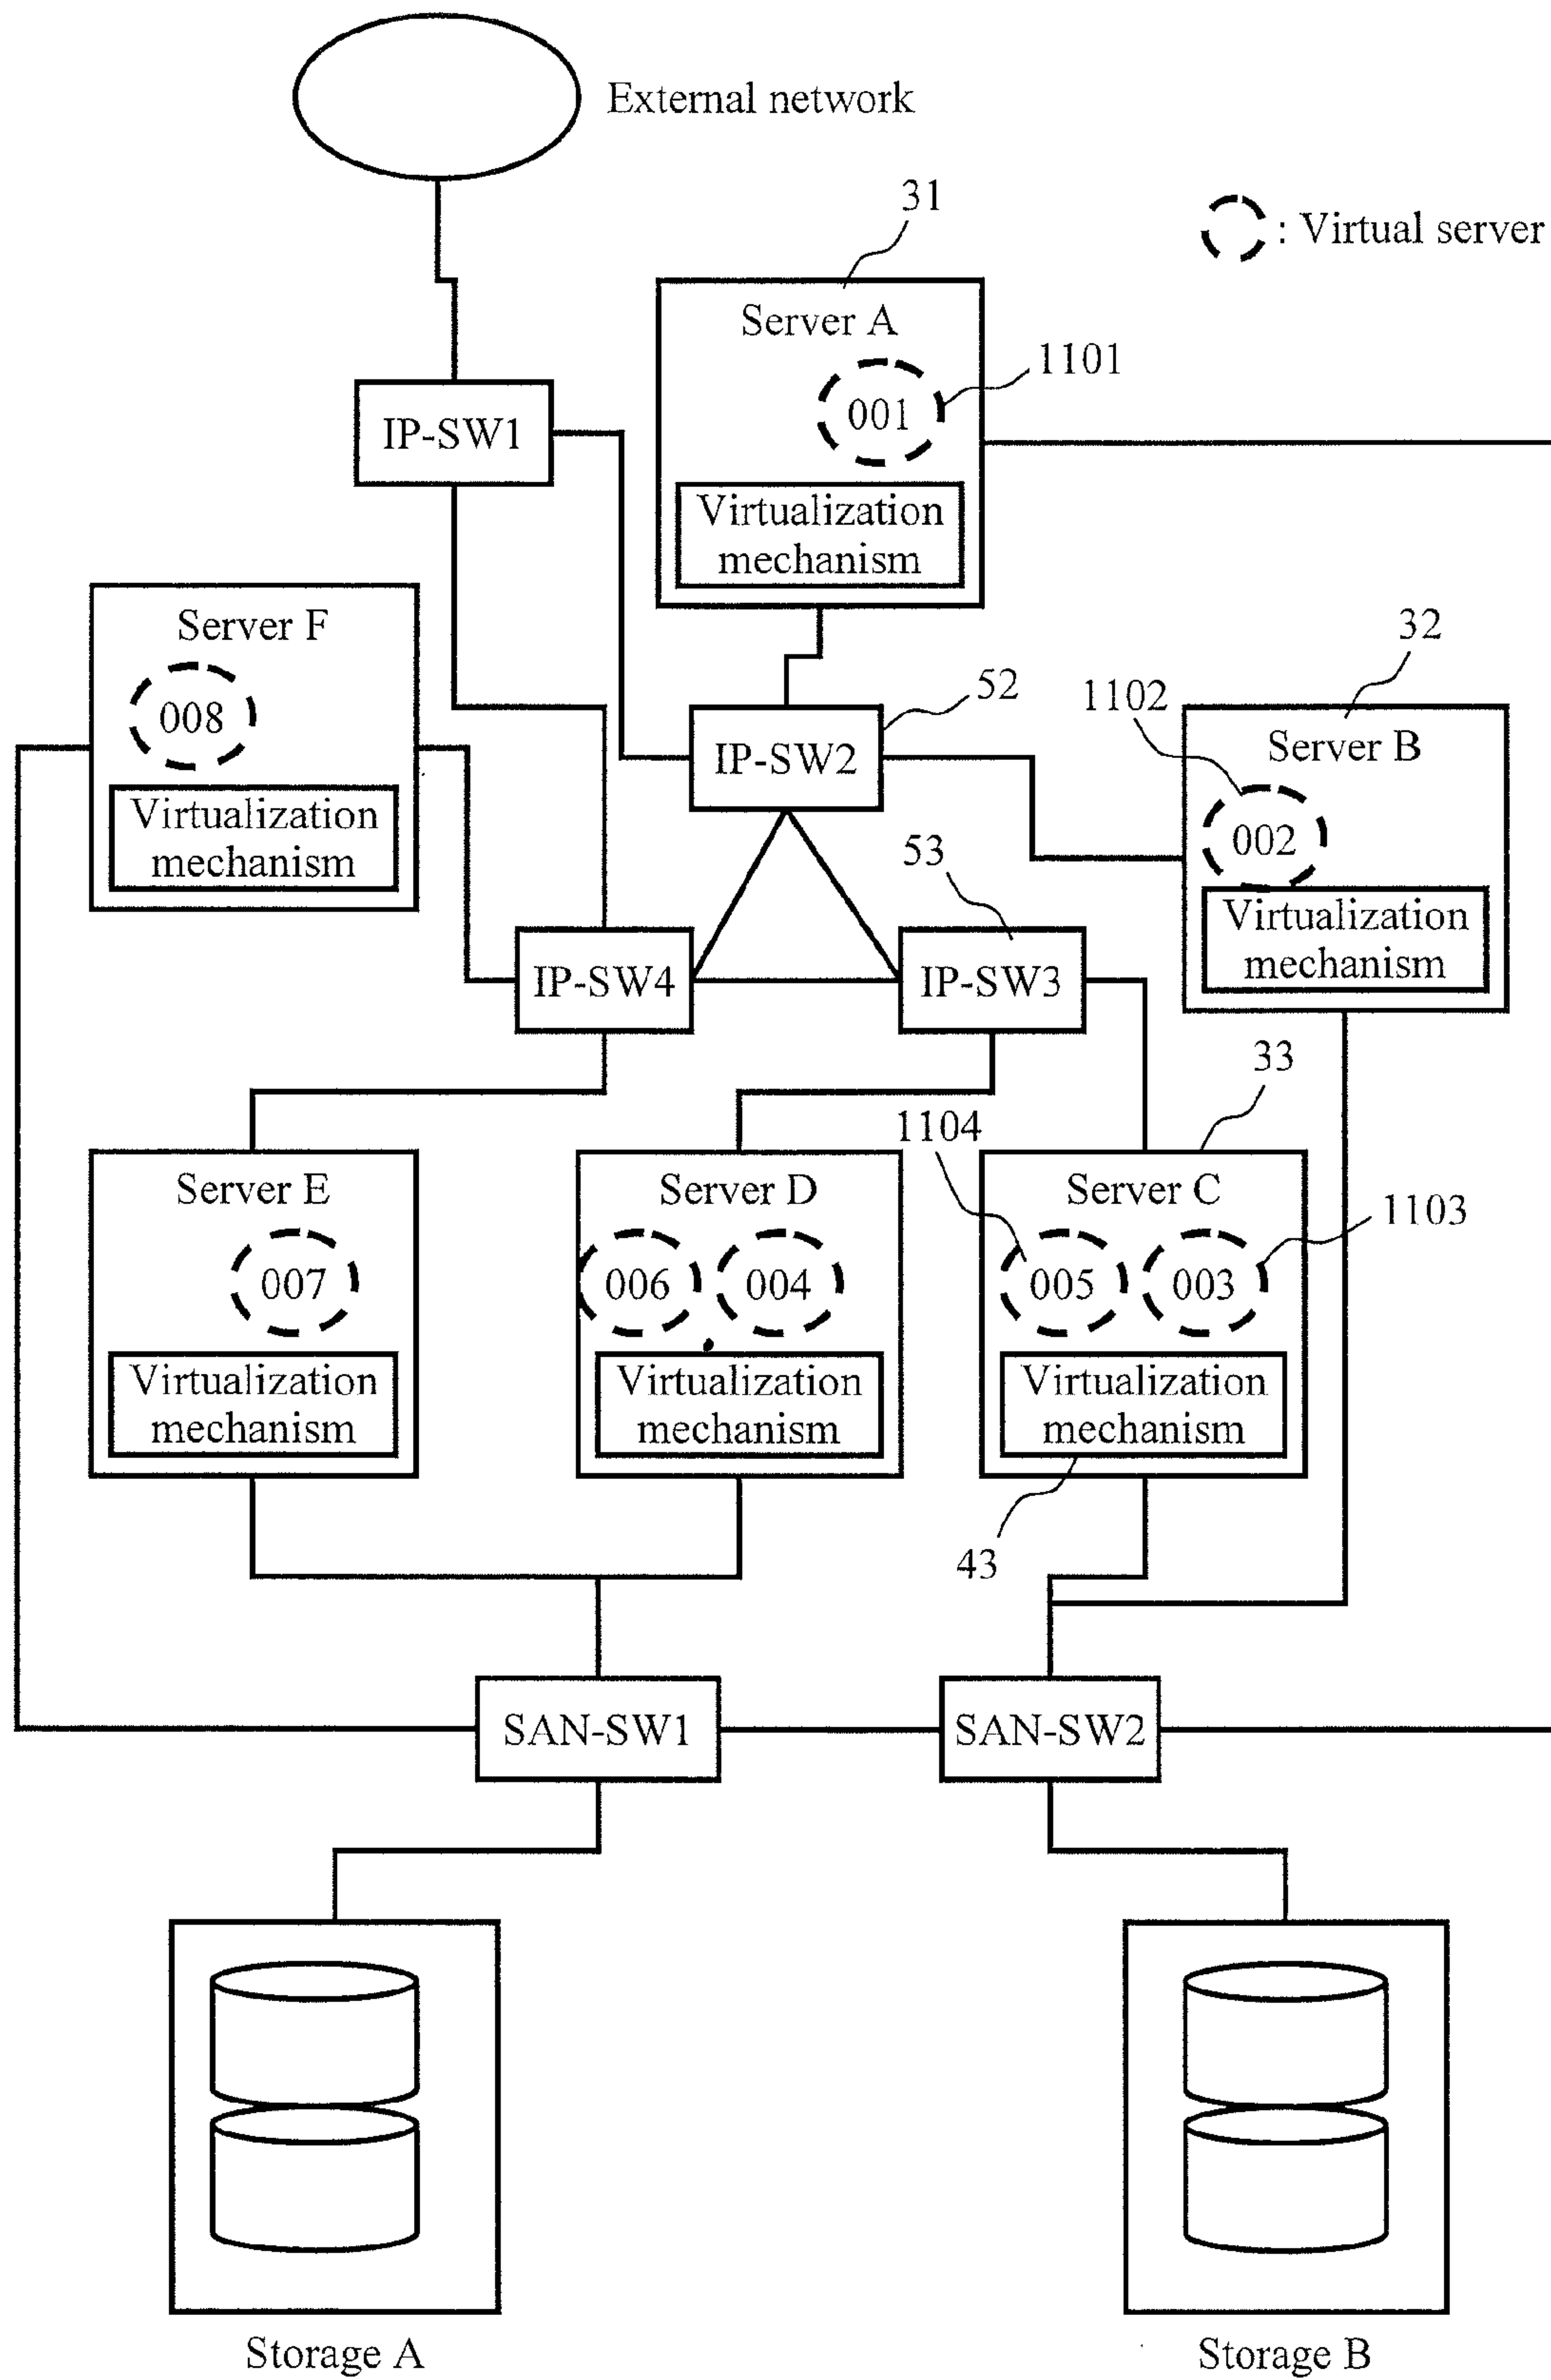 External network
31
: Virtual server
Server A
1101
001
IP-SW1
Virtualization
mechanism
Server F
32
008
52
1102
Server B
IP-SW2
Virtualization
mechanism
002
53
Virtualization
mechanism
IP-SW4
IP-SW3
33
1104
Server E
Server D
Server C
1103
007
006
004
005
003
Virtualization
mechanism
Virtualization
mechanism
Virtualization
mechanism
43
SAN-SW1
SAN-SW2
Storage A
Storage B